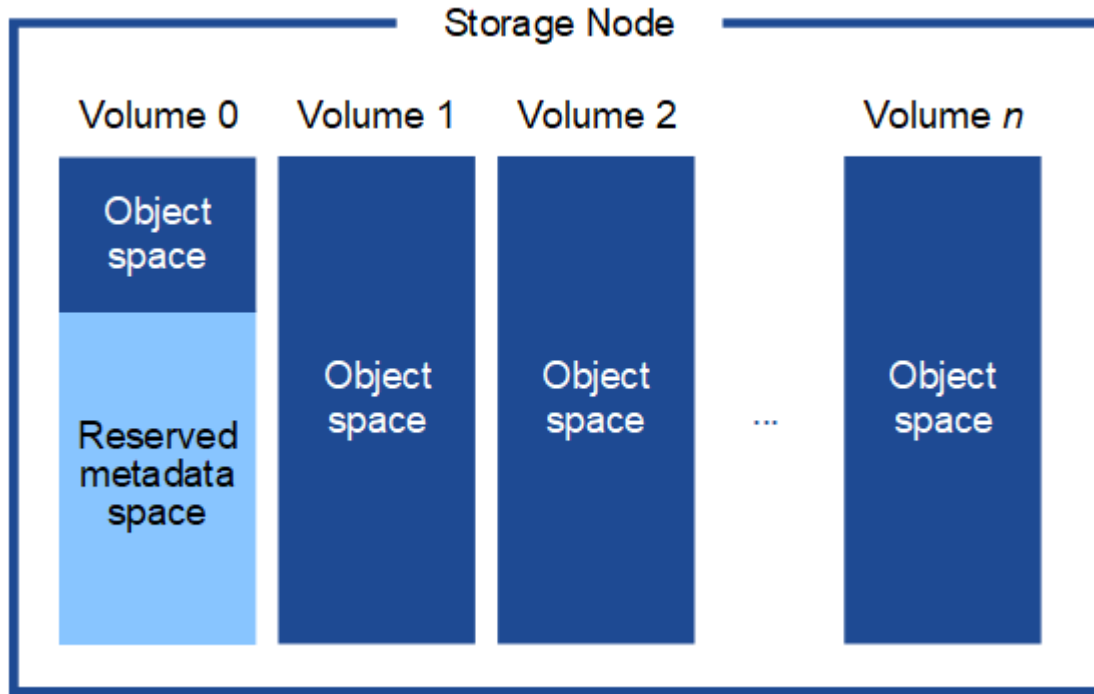 Storage Node
Volume 0
Volume 1
Volume 2
Volume n
Object
space
Reserved
metadata
space
Object
space
Object
space
...
Object
space